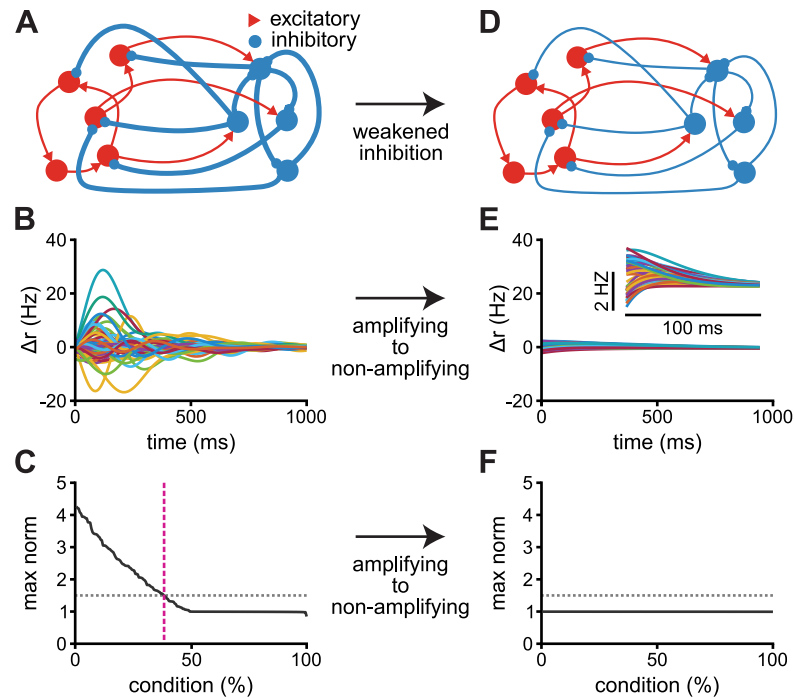 A
excitatory
inhibitory
weakened
inhibition
D
B
40
20
0
-20
Δr (Hz)
0
500
1000
time (ms)
amplifying
to
non-amplifying
E
40
20
0
-20
Δr (Hz)
2 HZ
100 ms
0
500
1000
time (ms)
C
5
4
3
2
1
0
max norm
0
50
100
condition (%)
amplifying
to
non-amplifying
F
5
4
3
2
1
0
max norm
0
50
100
condition (%)